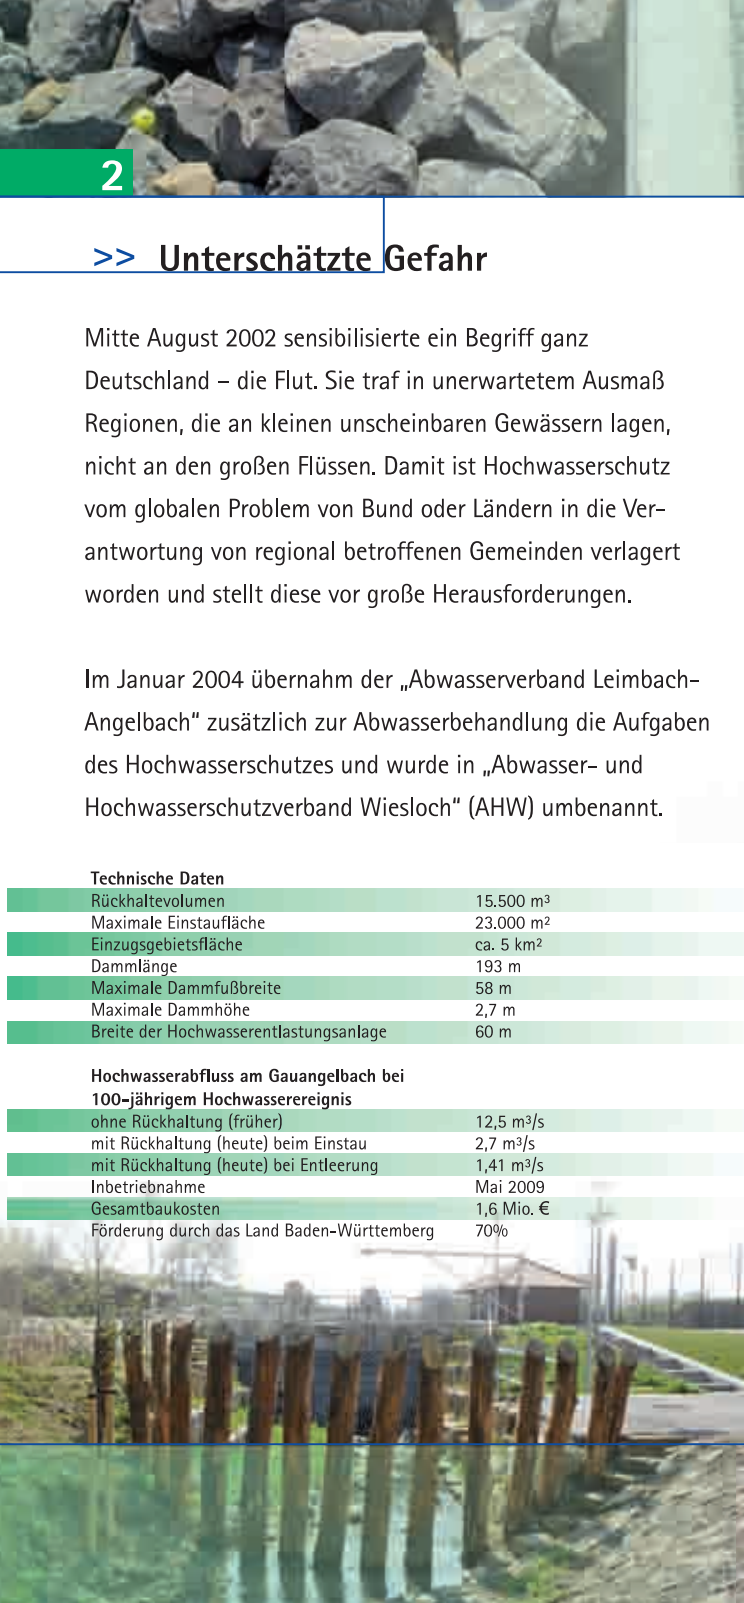 2
>> Unterschätzte Gefahr
Mitte August 2002 sensibilisierte ein Begriff ganz
Deutschland – die Flut. Sie traf in unerwartetem Ausmaß
Regionen, die an kleinen unscheinbaren Gewässern lagen,
nicht an den großen Flüssen. Damit ist Hochwasserschutz
vom globalen Problem von Bund oder Ländern in die Ver-
antwortung von regional betroffenen Gemeinden verlagert
worden und stellt diese vor große Herausforderungen.
Im Januar 2004 übernahm der „Abwasserverband Leimbach-
Angelbach" zusätzlich zur Abwasserbehandlung die Aufgaben
des Hochwasserschutzes und wurde in „Abwasser- und
Hochwasserschutzverband Wiesloch" (AHW) umbenannt.
Technische Daten
Rückhaltevolumen 15.500 m³
Maximale Einstaufläche 23.000 m²
Einzugsgebietsfläche ca. 5 km²
Dammlänge 193 m
Maximale Dammfußbreite 58 m
Maximale Dammhöhe 2,7 m
Breite der Hochwasserentlastungsanlage 60 m
Hochwasserabfluss am Gauangelbach bei
100-jährigem Hochwasserereignis
ohne Rückhaltung (früher) 12,5 m³/s
mit Rückhaltung (heute) beim Einstau 2,7 m³/s
mit Rückhaltung (heute) bei Entleerung 1,41 m³/s
Inbetriebnahme Mai 2009
Gesamtbaukosten 1,6 Mio. €
Förderung durch das Land Baden-Württemberg 70%